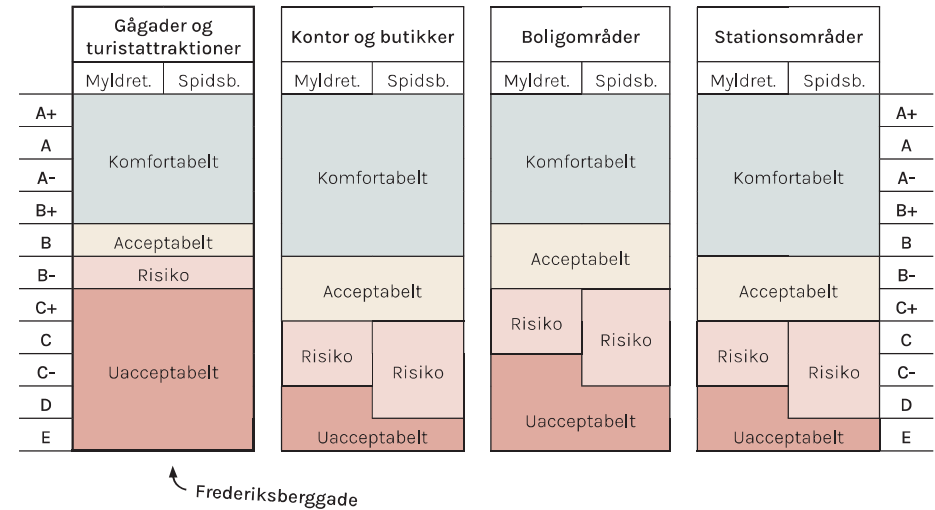 Gågader og
turistattraktioner
Kontor og butikker
Boligområder
Stationsområder
Myldret. Spidsb. Myldret. Spidsb. Myldret. Spidsb. Myldret. Spidsb.
A+ A+
A A
A- A-
B+ B+
B B
B- B-
C+ C+
C C
C- C-
D D
E E
Komfortabelt
Acceptabelt
Risiko
Uacceptabelt
Komfortabelt
Acceptabelt
Risiko
Risiko
Uacceptabelt
Komfortabelt
Acceptabelt
Risiko
Risiko
Uacceptabelt
Komfortabelt
Acceptabelt
Risiko
Risiko
Uacceptabelt
Frederiksberggade